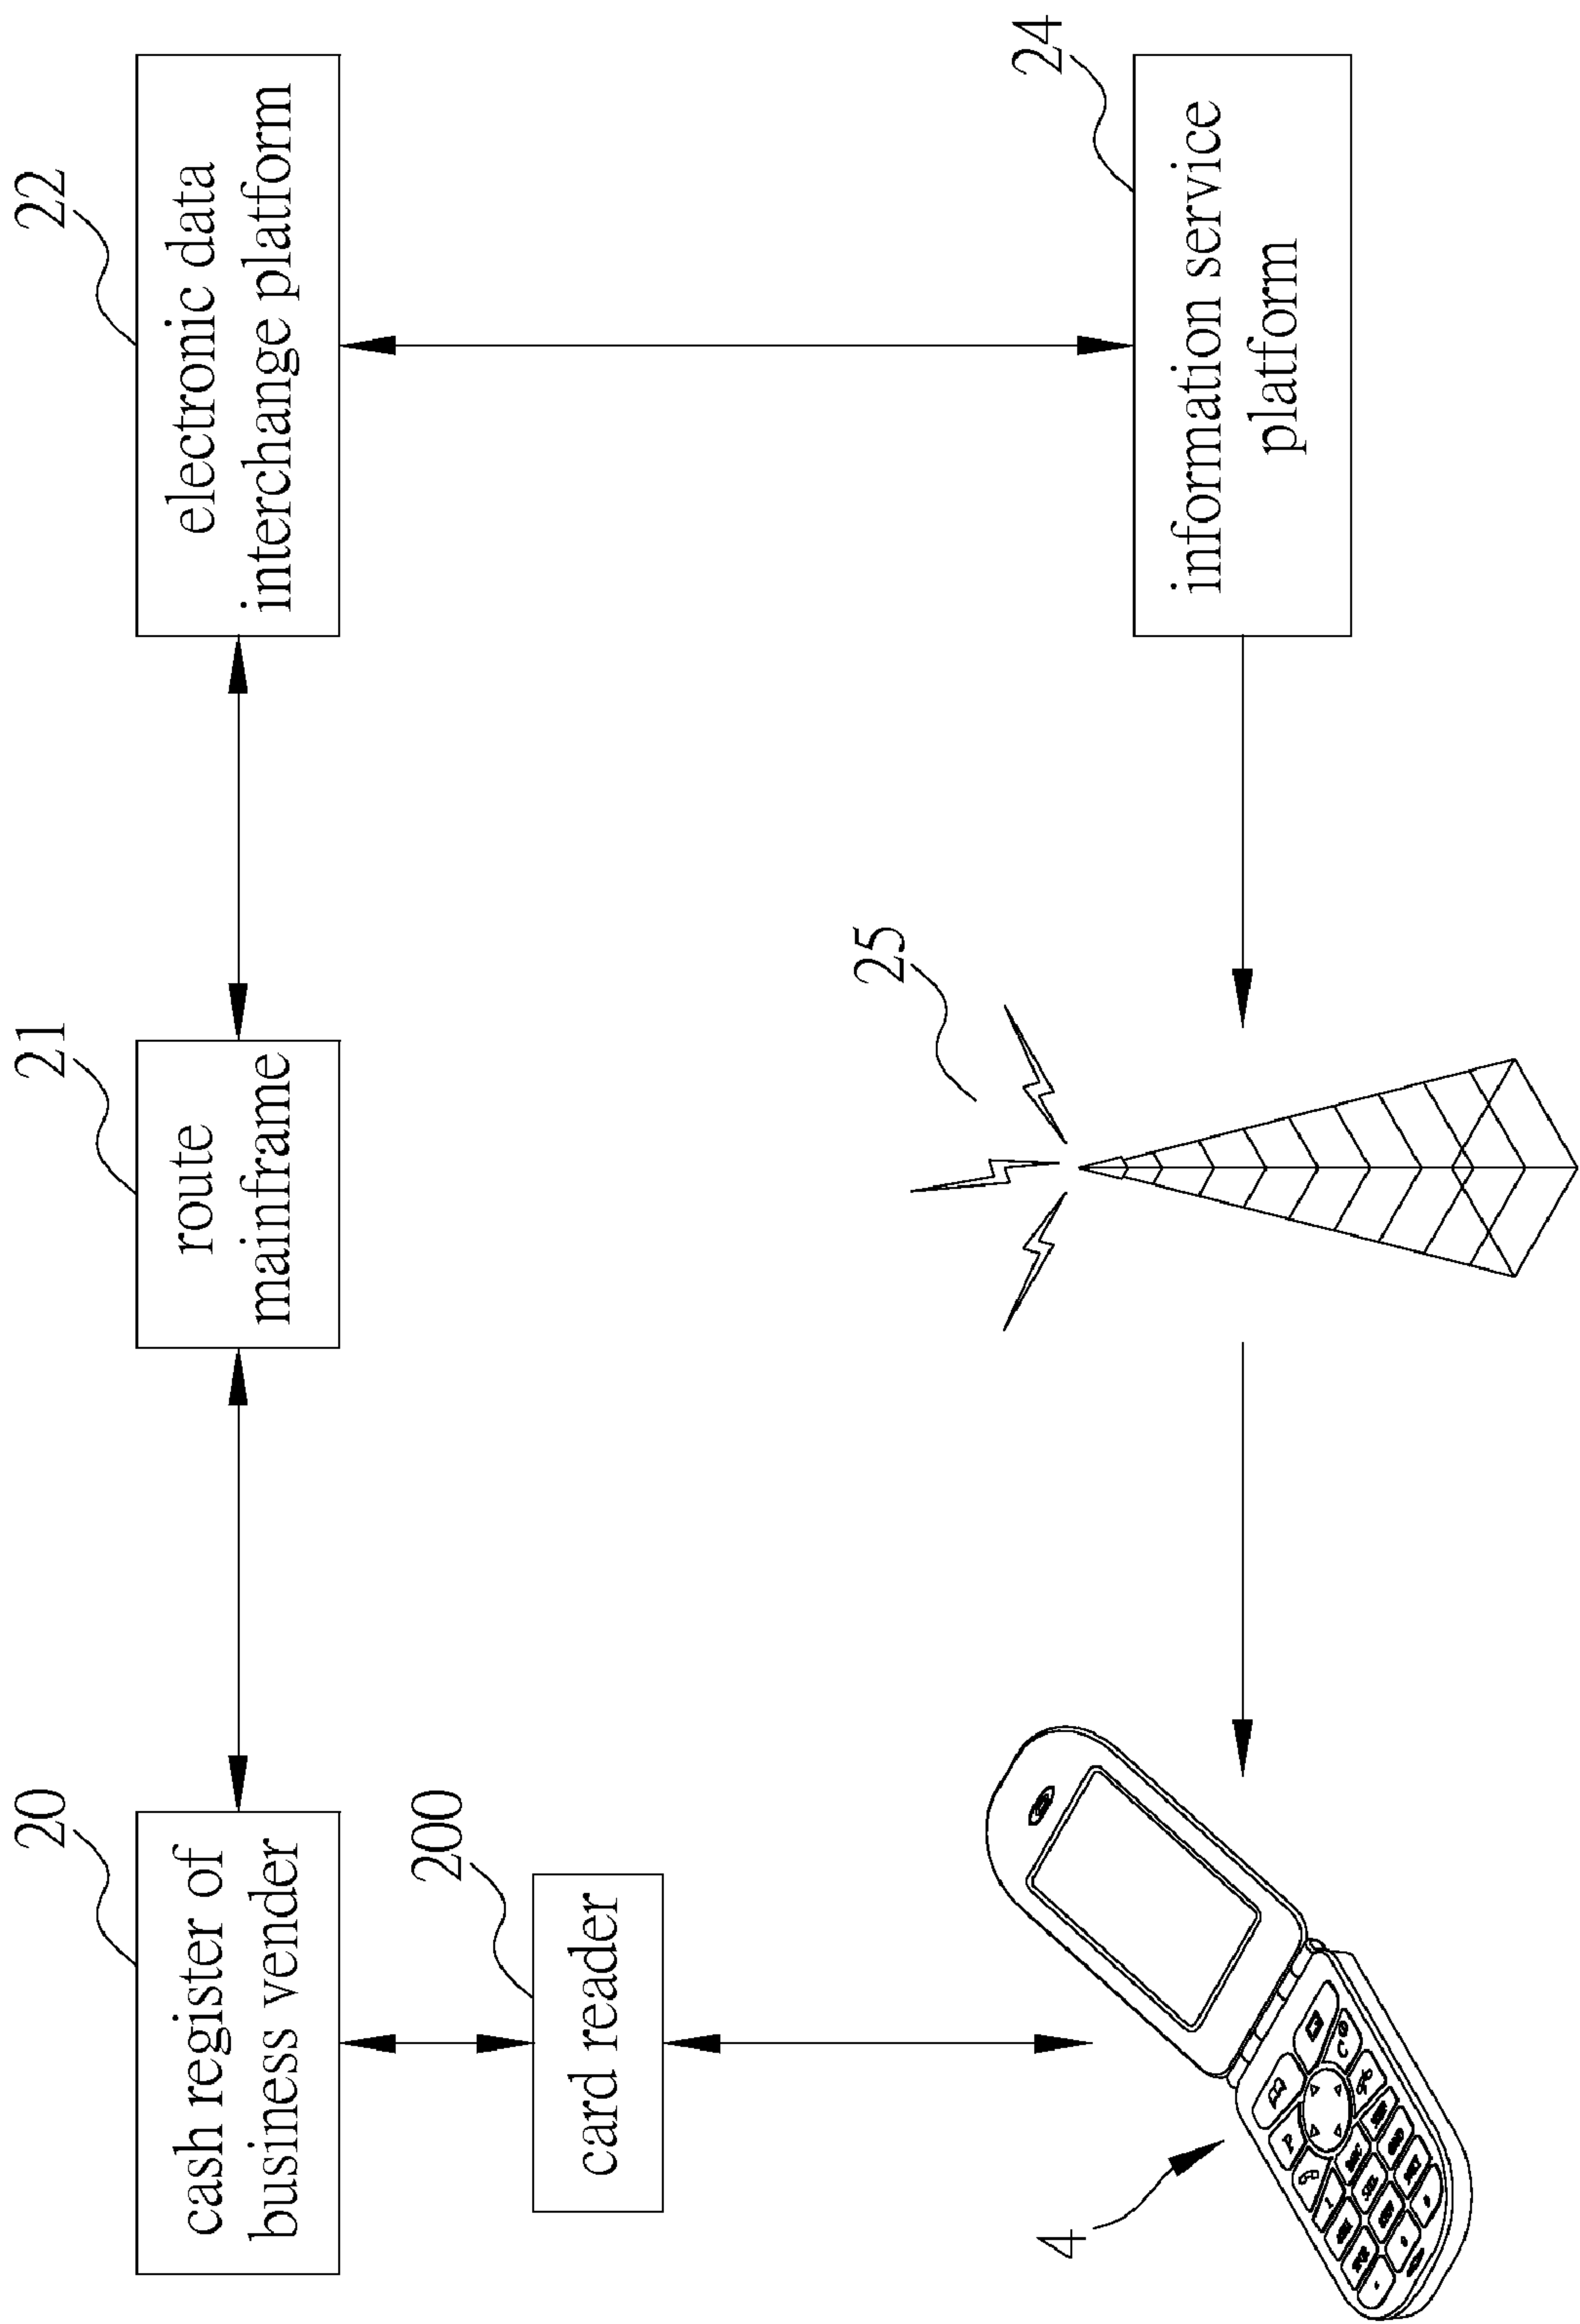 20
cash register of
business vender
21
route
mainframe
22
electronic data
interchange platform
200
card reader
25
24
information service
platform
4